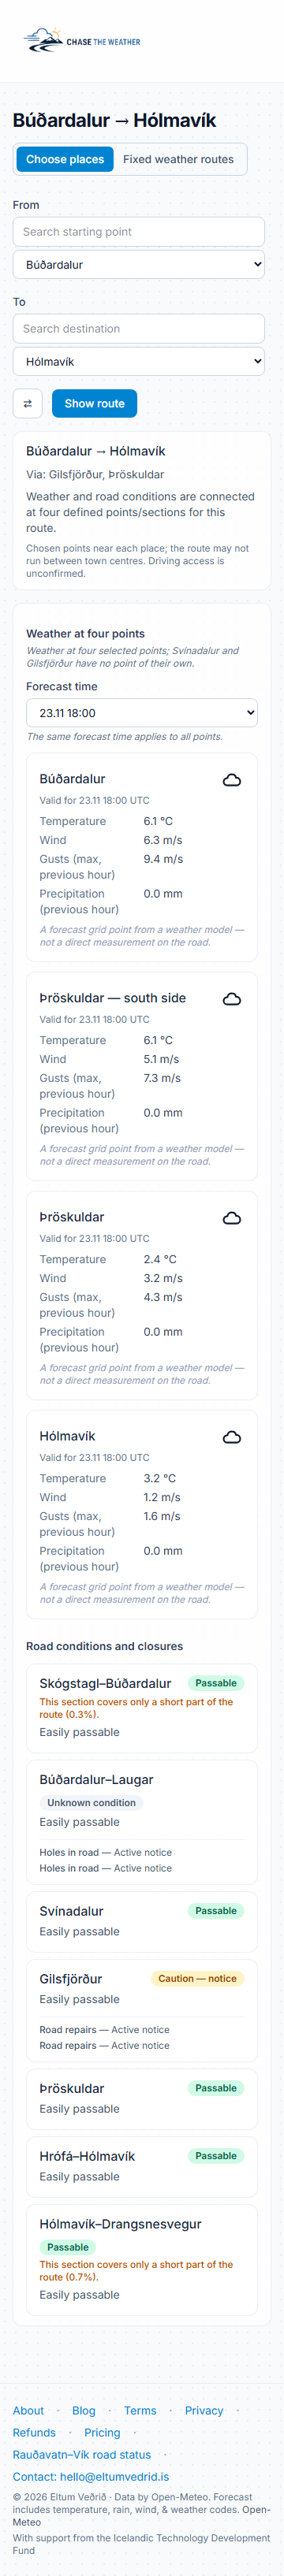 CHASE THE WEATHER
Búðardalur → Hólmavík
Choose places
Fixed weather routes
From
Search starting point
Búðardalur
To
Search destination
Hólmavík
⇄
Show route
Búðardalur → Hólmavík
Via: Gilsfjörður, Þröskuldar
Weather and road conditions are connected
at four defined points/sections for this
route.
Chosen points near each place; the route may not
run between town centres. Driving access is
unconfirmed.
Weather at four points
Weather at four selected points; Svínadalur and
Gilsfjörður have no point of their own.
Forecast time
23.11 18:00
The same forecast time applies to all points.
Búðardalur
Valid for 23.11 18:00 UTC
Temperature 6.1 °C
Wind 6.3 m/s
Gusts (max, 9.4 m/s
previous hour)
Precipitation 0.0 mm
(previous hour)
A forecast grid point from a weather model —
not a direct measurement on the road.
Þröskuldar — south side
Valid for 23.11 18:00 UTC
Temperature 6.1 °C
Wind 5.1 m/s
Gusts (max, 7.3 m/s
previous hour)
Precipitation 0.0 mm
(previous hour)
A forecast grid point from a weather model —
not a direct measurement on the road.
Þröskuldar
Valid for 23.11 18:00 UTC
Temperature 2.4 °C
Wind 3.2 m/s
Gusts (max, 4.3 m/s
previous hour)
Precipitation 0.0 mm
(previous hour)
A forecast grid point from a weather model —
not a direct measurement on the road.
Hólmavík
Valid for 23.11 18:00 UTC
Temperature 3.2 °C
Wind 1.2 m/s
Gusts (max, 1.6 m/s
previous hour)
Precipitation 0.0 mm
(previous hour)
A forecast grid point from a weather model —
not a direct measurement on the road.
Road conditions and closures
Skógstagl–Búðardalur Passable
This section covers only a short part of the
route (0.3%).
Easily passable
Búðardalur–Laugar
Unknown condition
Easily passable
Holes in road — Active notice
Holes in road — Active notice
Svínadalur Passable
Easily passable
Gilsfjörður Caution — notice
Easily passable
Road repairs — Active notice
Road repairs — Active notice
Þröskuldar Passable
Easily passable
Hrófá–Hólmavík Passable
Easily passable
Hólmavík–Drangsnesvegur
Passable
This section covers only a short part of the
route (0.7%).
Easily passable
About · Blog · Terms · Privacy ·
Refunds · Pricing ·
Rauðavatn–Vík road status ·
Contact: hello@eltumvedrid.is
© 2026 Eltum Veðrið · Data by Open-Meteo. Forecast
includes temperature, rain, wind, & weather codes. Open-
Meteo
With support from the Icelandic Technology Development
Fund